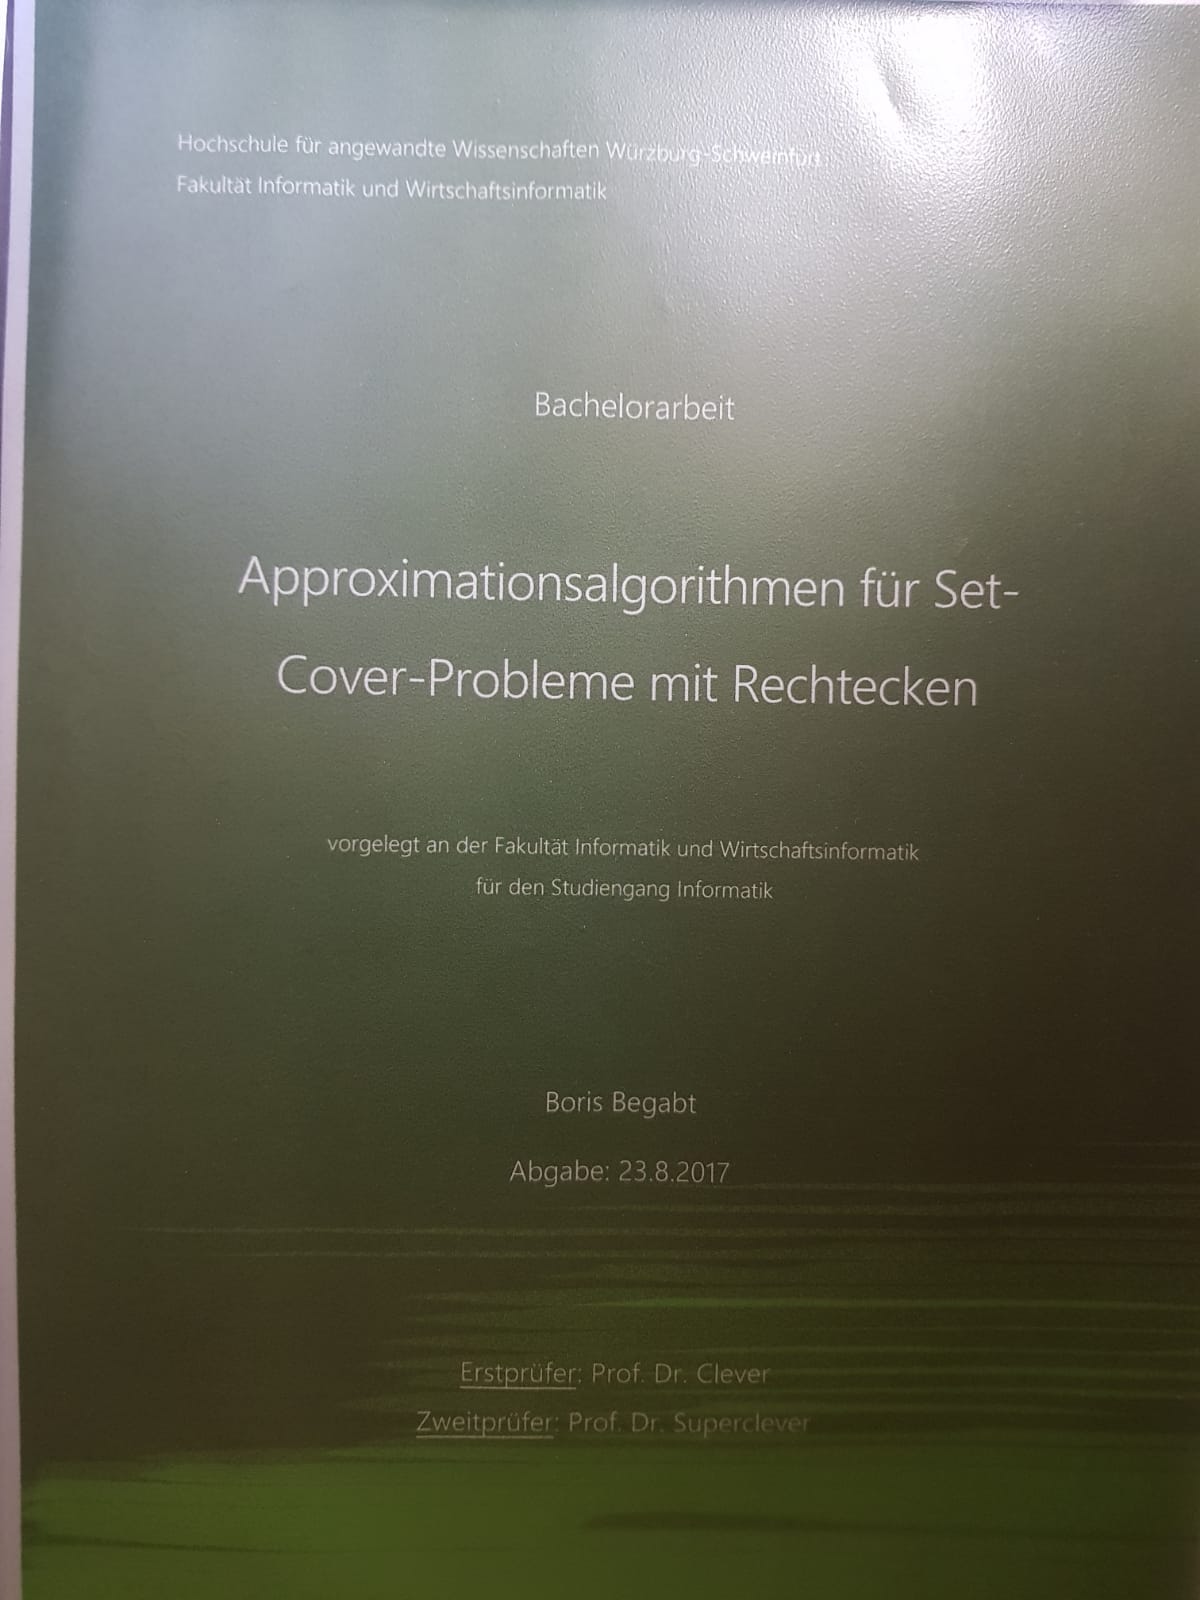 Hochschule für angewandte Wissenschaften Würzburg-Schweinfurt
Fakultät Informatik und Wirtschaftsinformatik
Bachelorarbeit
Approximationsalgorithmen für Set-
Cover-Probleme mit Rechtecken
vorgelegt an der Fakultät Informatik und Wirtschaftsinformatik
für den Studiengang Informatik
Boris Begabt
Abgabe: 23.8.2017
Erstprüfer: Prof. Dr. Clever
Zweitprüfer: Prof. Dr. Superclever